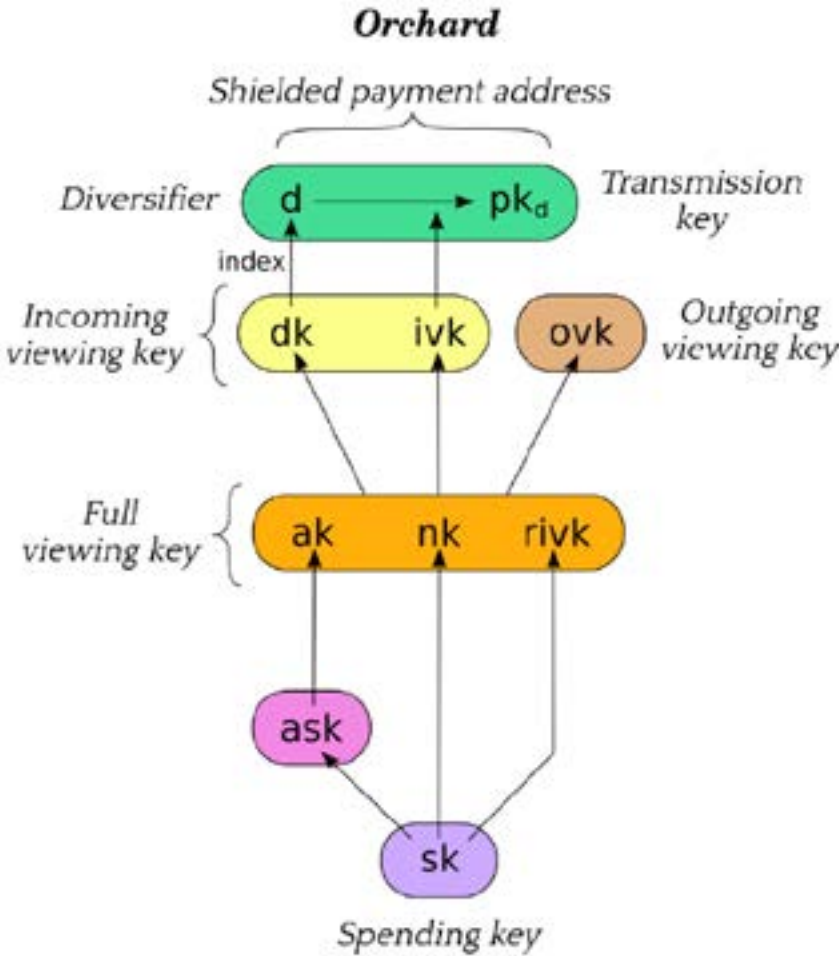 Orchard
Shielded payment address
Diversifier
d
pk_d
Transmission
key
index
Incoming
viewing key
dk
ivk
ovk
Outgoing
viewing key
Full
viewing key
ak
nk
rivk
ask
sk
Spending key